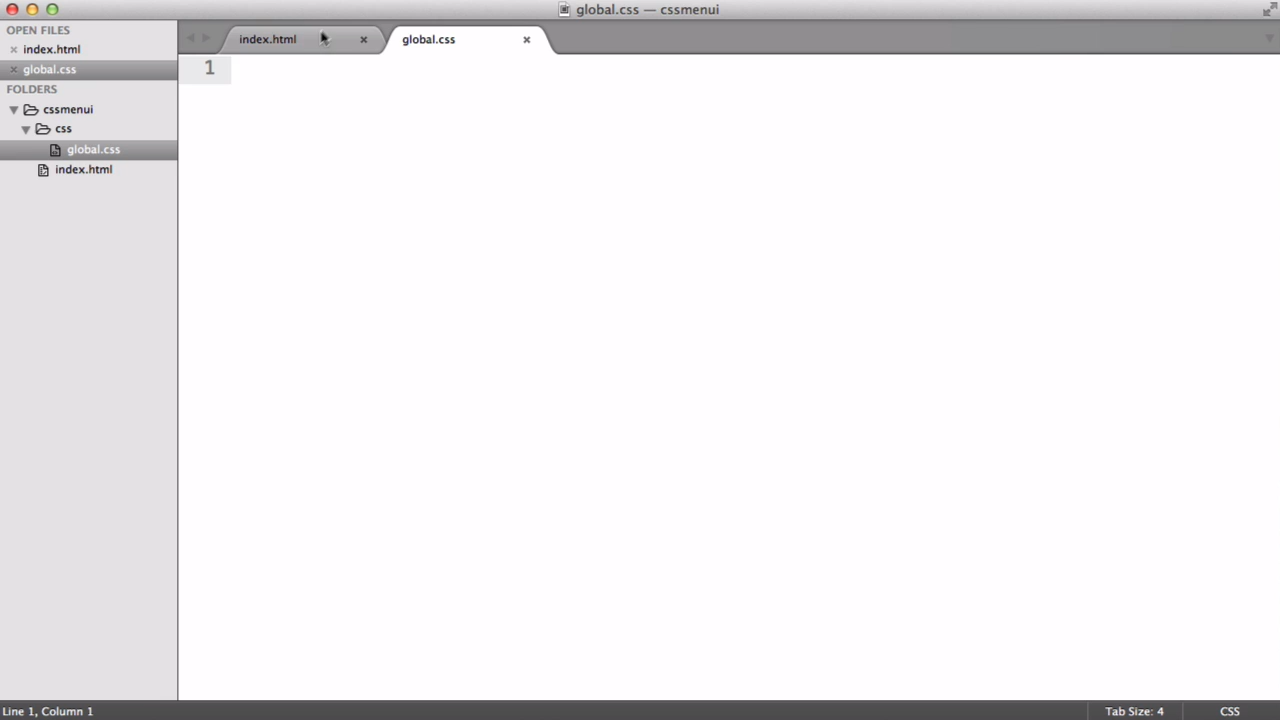 global.css — cssmenui
OPEN FILES
index.html
global.css
FOLDERS
cssmenui
css
global.css
index.html
index.html
global.css
1
Line 1, Column 1
Tab Size: 4
CSS